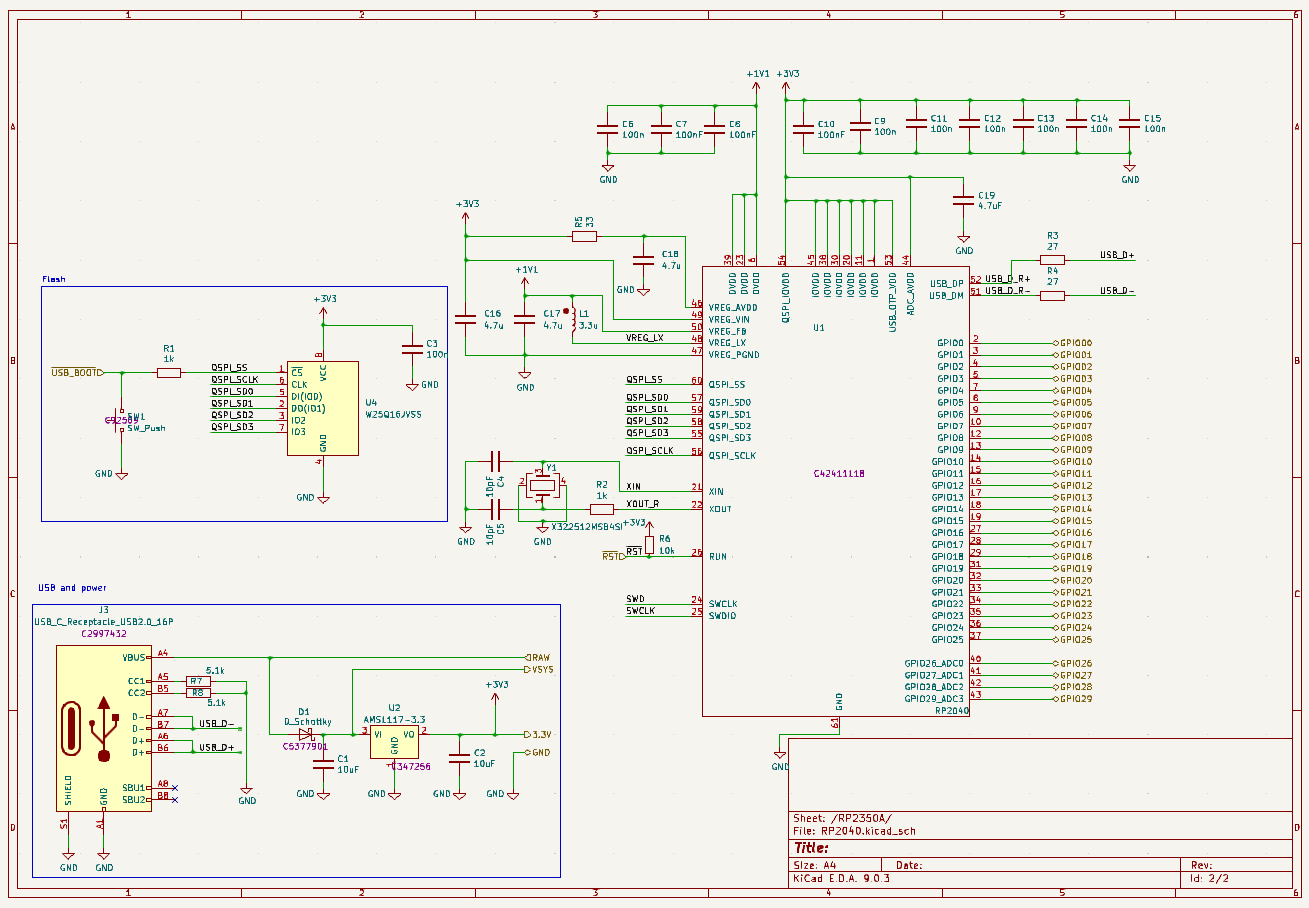 1 2 3 4 5 6
A
B
C
D
+1V1 +3V3
C6 100n
C7 100nF
C8 100nF
C10 100nF
C9 100n
C11 100n
C12 100n
C13 100n
C14 100n
C15 100n
GND
GND
C19 4.7uF
GND
+3V3
R5 33
C18 4.7u
GND
+1V1
C16 4.7u
C17 4.7u
L1 3.3u
GND
VREG_LX
39 23 6 54 45 38 30 20 11 1 53 44
DVDD DVDD DVDD QSPI_IOVDD IOVDD IOVDD IOVDD IOVDD IOVDD IOVDD USB_OTP_VDD ADC_AVDD
U1
46 VREG_AVDD
49 VREG_VIN
50 VREG_FB
48 VREG_LX
47 VREG_PGND
QSPI_SS 60 QSPI_SS
QSPI_SD0 57 QSPI_SD0
QSPI_SD1 59 QSPI_SD1
QSPI_SD2 58 QSPI_SD2
QSPI_SD3 55 QSPI_SD3
QSPI_SCLK 56 QSPI_SCLK
C42411118
XIN 21 XIN
XOUT_R 22 XOUT
10pF C4
10pF C5
2 3 Y1 4 1
R2 1k
GND
GND
X322512MSB4SI
+3V3
R6 10k
RST RST 26 RUN
SWD 24 SWCLK
SWCLK 25 SWDIO
R3 27
USB_D+
R4 27
USB_D-
USB_DP 52 USB_D_R+
USB_DM 51 USB_D_R-
GPIO0 2 GPIO00
GPIO1 3 GPIO01
GPIO2 4 GPIO02
GPIO3 5 GPIO03
GPIO4 7 GPIO04
GPIO5 8 GPIO05
GPIO6 9 GPIO06
GPIO7 10 GPIO07
GPIO8 12 GPIO08
GPIO9 13 GPIO09
GPIO10 14 GPIO10
GPIO11 15 GPIO11
GPIO12 16 GPIO12
GPIO13 17 GPIO13
GPIO14 18 GPIO14
GPIO15 19 GPIO15
GPIO16 27 GPIO16
GPIO17 28 GPIO17
GPIO18 29 GPIO18
GPIO19 31 GPIO19
GPIO20 32 GPIO20
GPIO21 33 GPIO21
GPIO22 34 GPIO22
GPIO23 35 GPIO23
GPIO24 36 GPIO24
GPIO25 37 GPIO25
GPIO26_ADC0 40 GPIO26
GPIO27_ADC1 41 GPIO27
GPIO28_ADC2 42 GPIO28
GPIO29_ADC3 43 GPIO29
RP2040
GND
61
GND
Flash
+3V3
C3 100n
GND
USB_BOOT
R1 1k
QSPI_SS 1 CS
QSPI_SCLK 6 CLK
QSPI_SD0 5 DI(IO0)
QSPI_SD1 2 DO(IO1)
QSPI_SD2 3 IO2
QSPI_SD3 7 IO3
8 VCC
GND 4
U4
W25Q16JVSS
SW1
SW_Push
GND
GND
USB and power
J3
USB_C_Receptacle_USB2.0_16P
C2997432
VBUS A4
CC1 A5 R7 5.1k
CC2 B5 R8 5.1k
D- A7
D- B7 USB_D-
D+ A6
D+ B6 USB_D+
SBU1 A8
SBU2 B8
SHIELD GND
S1 A1
GND GND
GND
RAW
VSYS
+3V3
D1
D_Schottky
C5377901
U2
AMS1117-3.3
3 VI VO 2
GND
1
C347256
C1 10uF
C2 10uF
3.3V
GND
GND GND GND GND
Sheet: /RP2350A/
File: RP2040.kicad_sch
Title:
Size: A4 Date: Rev:
KiCad E.D.A. 9.0.3 Id: 2/2
1 2 3 4 5 6